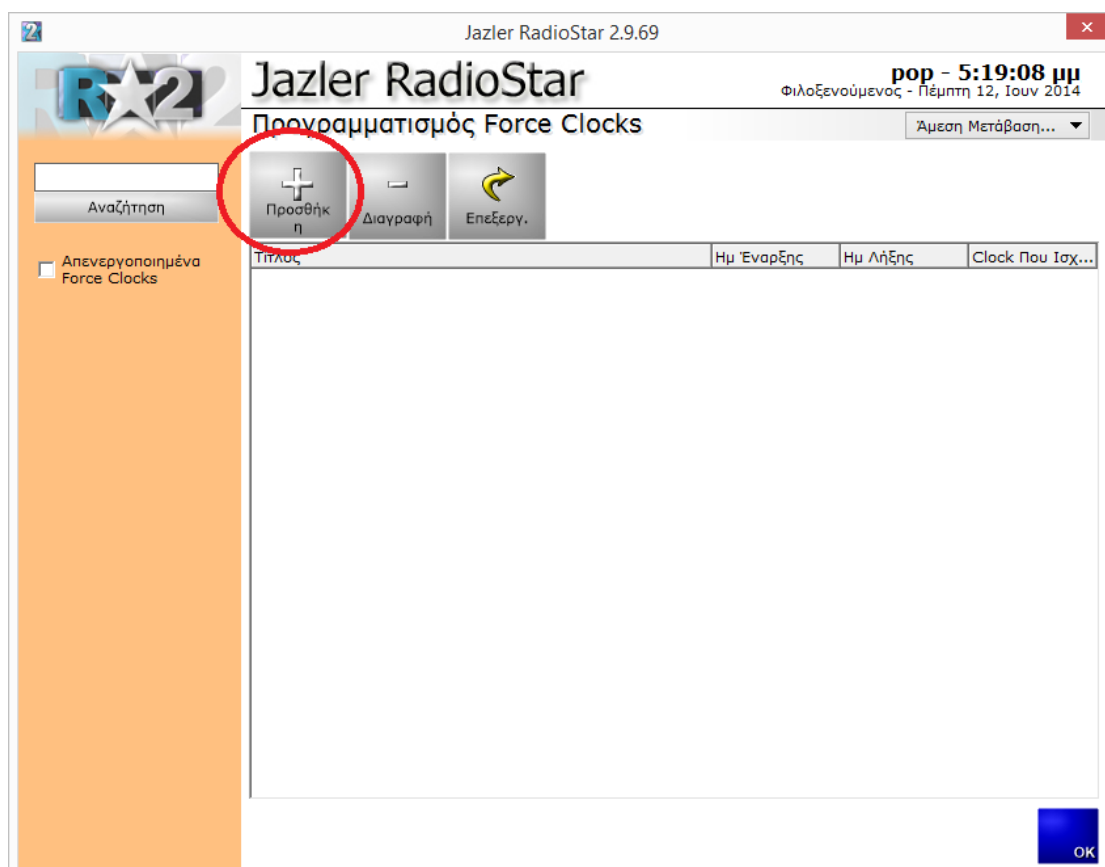 Jazler RadioStar 2.9.69
R 2
Jazler RadioStar
pop - 5:19:08 μμ
Φιλοξενούμενος - Πέμπτη 12, Ιουν 2014
Προγραμματισμός Force Clocks
Άμεση Μετάβαση...
Αναζήτηση
Προσθήκ
η
Διαγραφή
Επεξεργ.
Απενεργοποιημένα
Force Clocks
Τίτλος
Ημ Έναρξης
Ημ Λήξης
Clock Που Ισχ...
OK